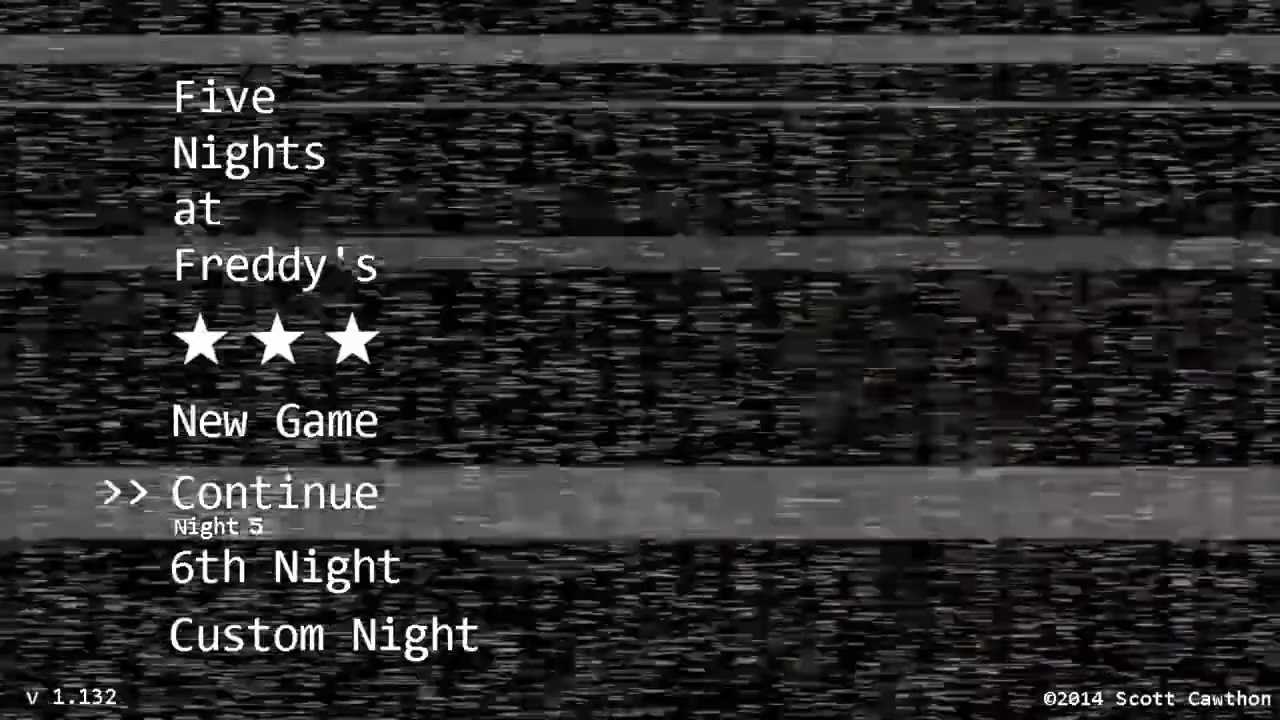 Five
Nights
at
Freddy's
New Game
>> Continue
Night 5
6th Night
Custom Night
v 1.132
©2014 Scott Cawthon